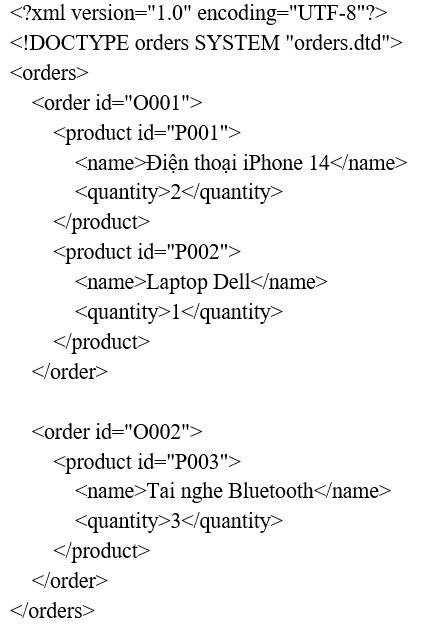 <?xml version="1.0" encoding="UTF-8"?>
<!DOCTYPE orders SYSTEM "orders.dtd">
<orders>
<order id="O001">
<product id="P001">
<name>Điện thoại iPhone 14</name>
<quantity>2</quantity>
</product>
<product id="P002">
<name>Laptop Dell</name>
<quantity>1</quantity>
</product>
</order>
<order id="O002">
<product id="P003">
<name>Tai nghe Bluetooth</name>
<quantity>3</quantity>
</product>
</order>
</orders>